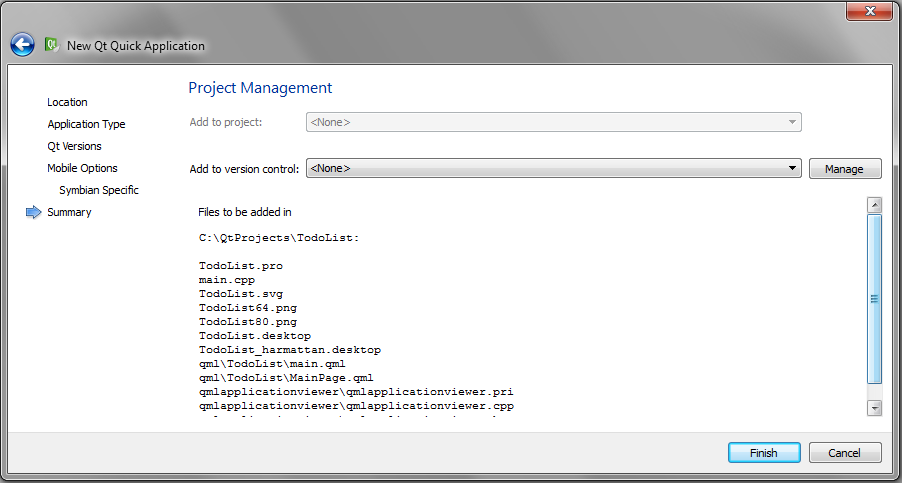 Qt New Qt Quick Application
Location
Application Type
Qt Versions
Mobile Options
Symbian Specific
Summary
Project Management
Add to project: <None>
Add to version control: <None> Manage
Files to be added in
C:\QtProjects\TodoList:
TodoList.pro
main.cpp
TodoList.svg
TodoList64.png
TodoList80.png
TodoList.desktop
TodoList_harmattan.desktop
qml\TodoList\main.qml
qml\TodoList\MainPage.qml
qmlapplicationviewer\qmlapplicationviewer.pri
qmlapplicationviewer\qmlapplicationviewer.cpp
Finish Cancel